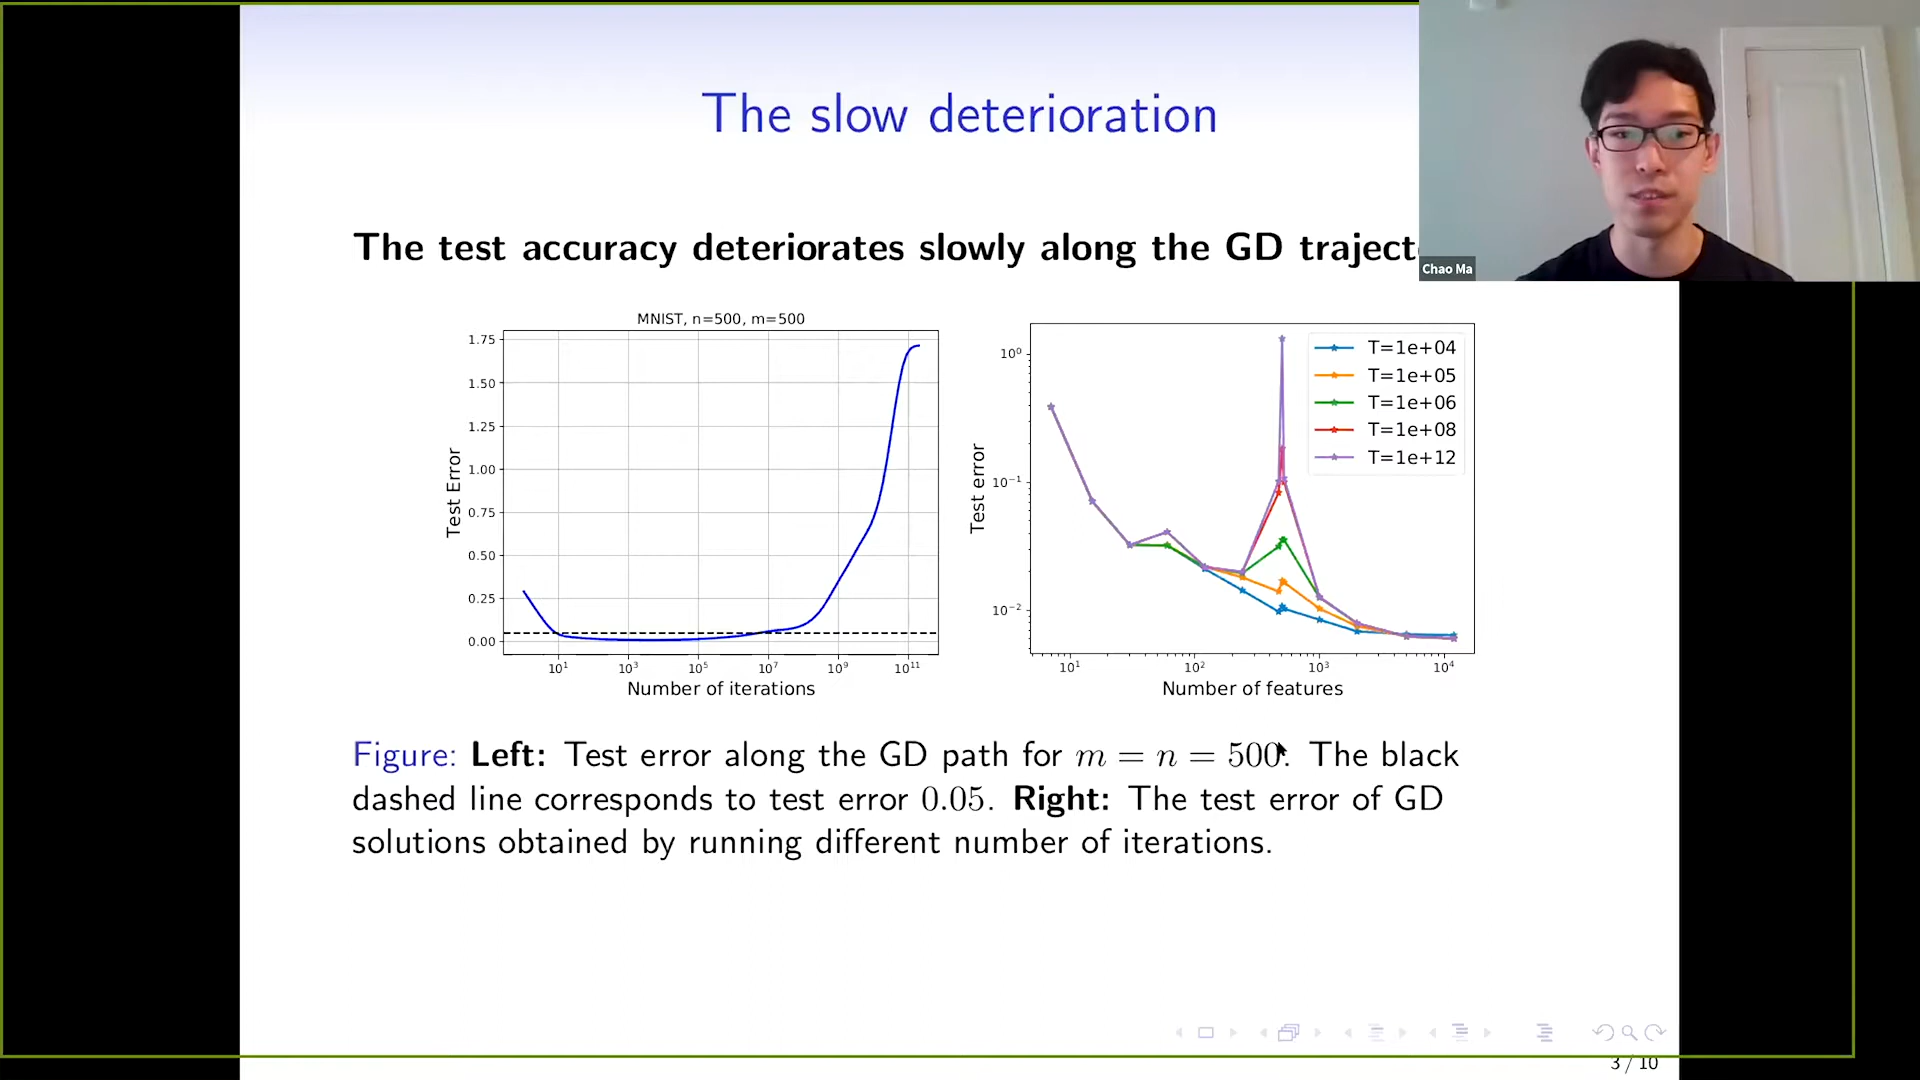 The slow deterioration
The test accuracy deteriorates slowly along the GD traject
Chao Ma
MNIST, n=500, m=500
1.75
1.50
1.25
1.00
0.75
0.50
0.25
0.00
Test Error
10¹ 10³ 10⁵ 10⁷ 10⁹ 10¹¹
Number of iterations
T=1e+04
T=1e+05
T=1e+06
T=1e+08
T=1e+12
10⁰
10⁻¹
10⁻²
Test error
10¹ 10² 10³ 10⁴
Number of features
Figure: Left: Test error along the GD path for m = n = 500. The black
dashed line corresponds to test error 0.05. Right: The test error of GD
solutions obtained by running different number of iterations.
3 / 10